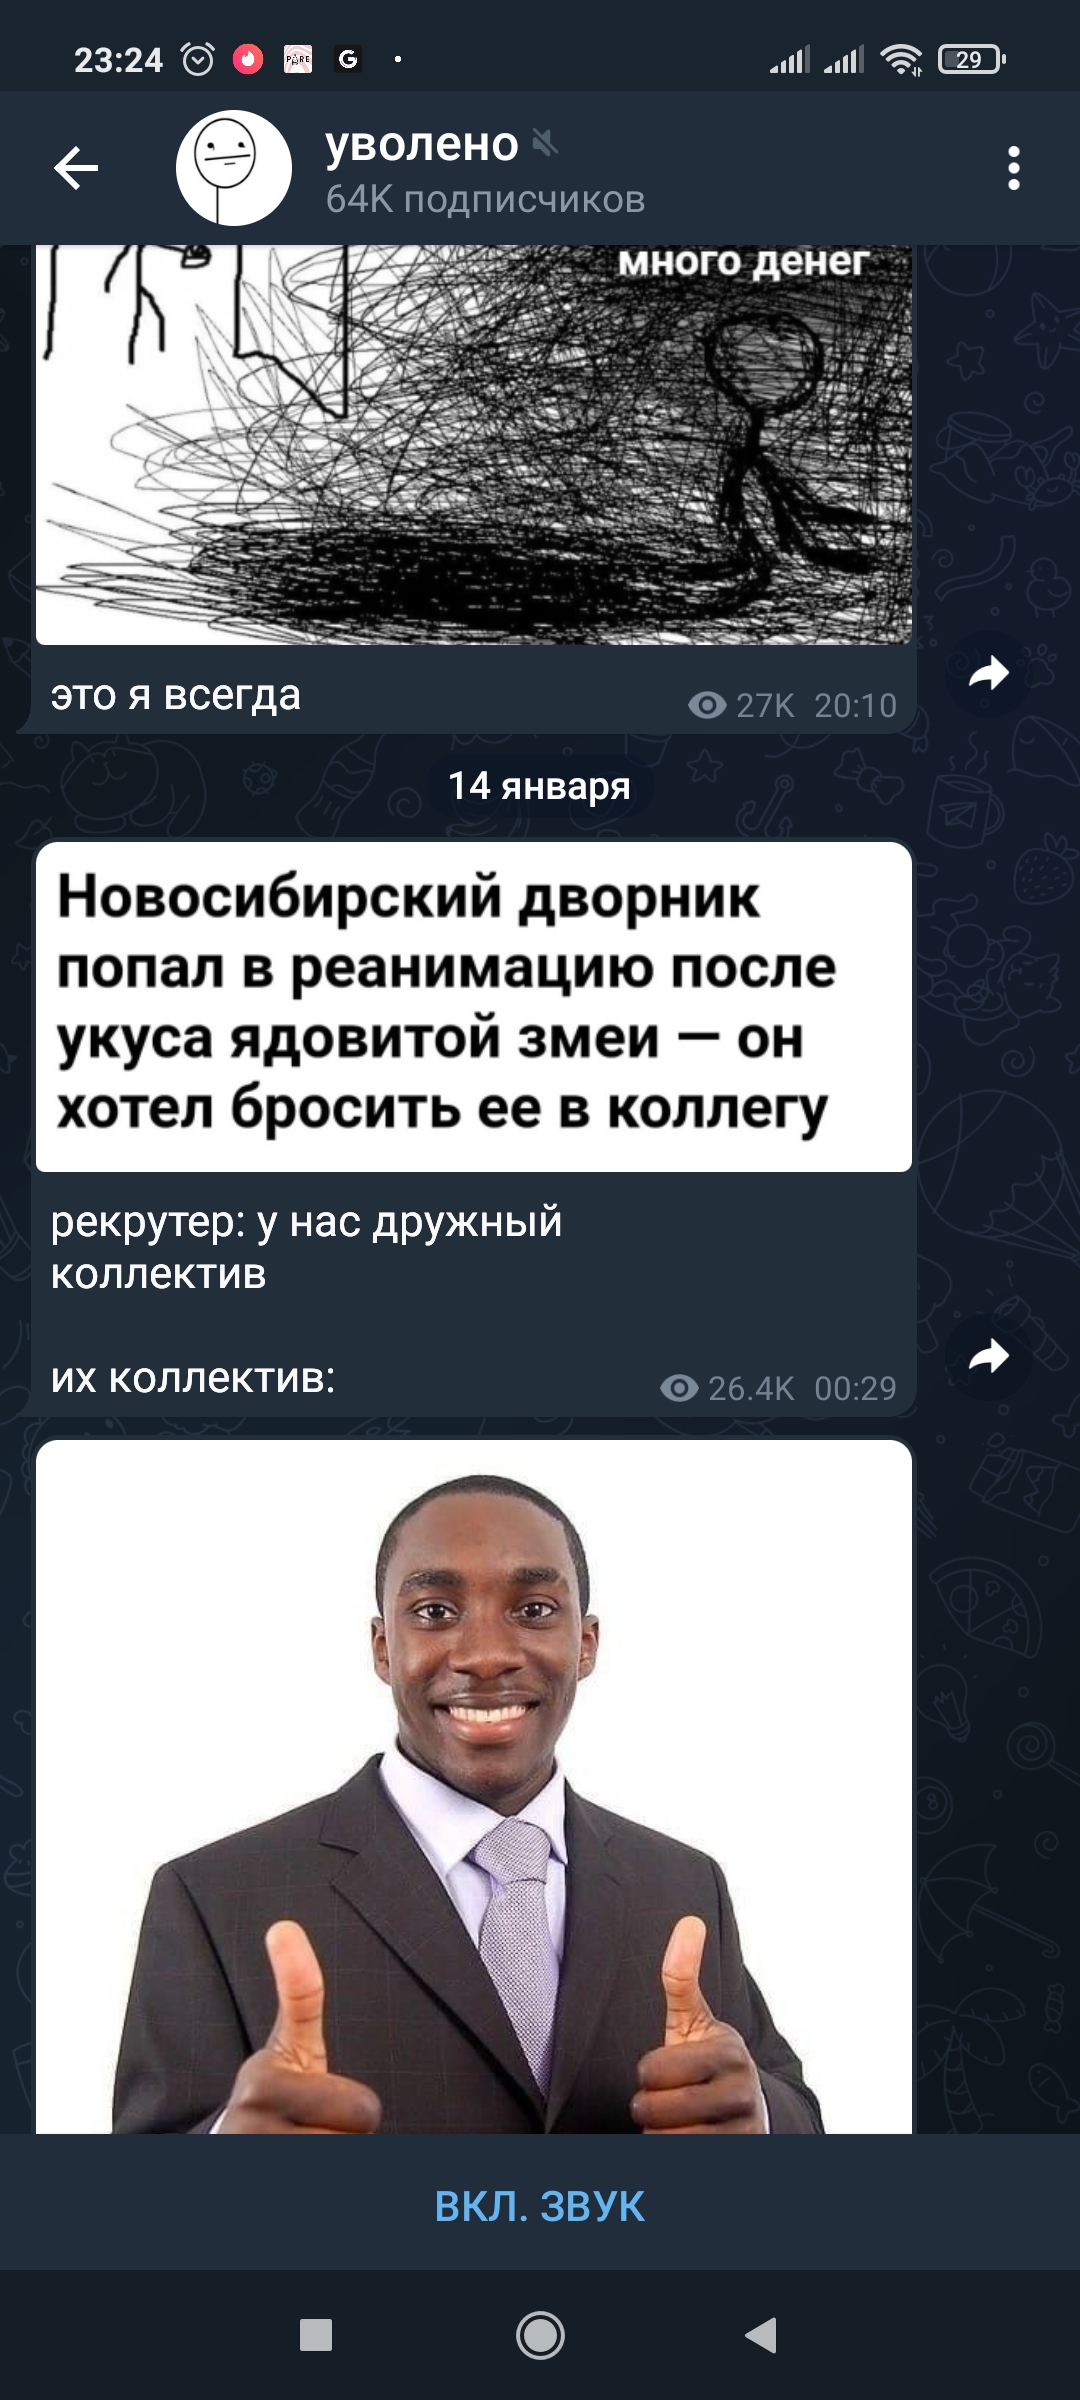 23:24
PARE
G
29
уволено
64K подписчиков
много денег
это я всегда
27K 20:10
14 января
Новосибирский дворник
попал в реанимацию после
укуса ядовитой змеи — он
хотел бросить ее в коллегу
рекрутер: у нас дружный
коллектив
их коллектив:
26.4K 00:29
ВКЛ. ЗВУК